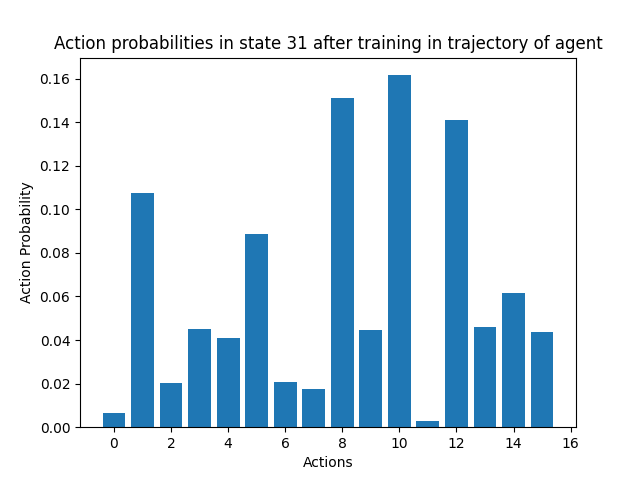 Action probabilities in state 31 after training in trajectory of agent
0.16
0.14
0.12
0.10
0.08
0.06
0.04
0.02
0.00
Action Probability
0 2 4 6 8 10 12 14 16
Actions